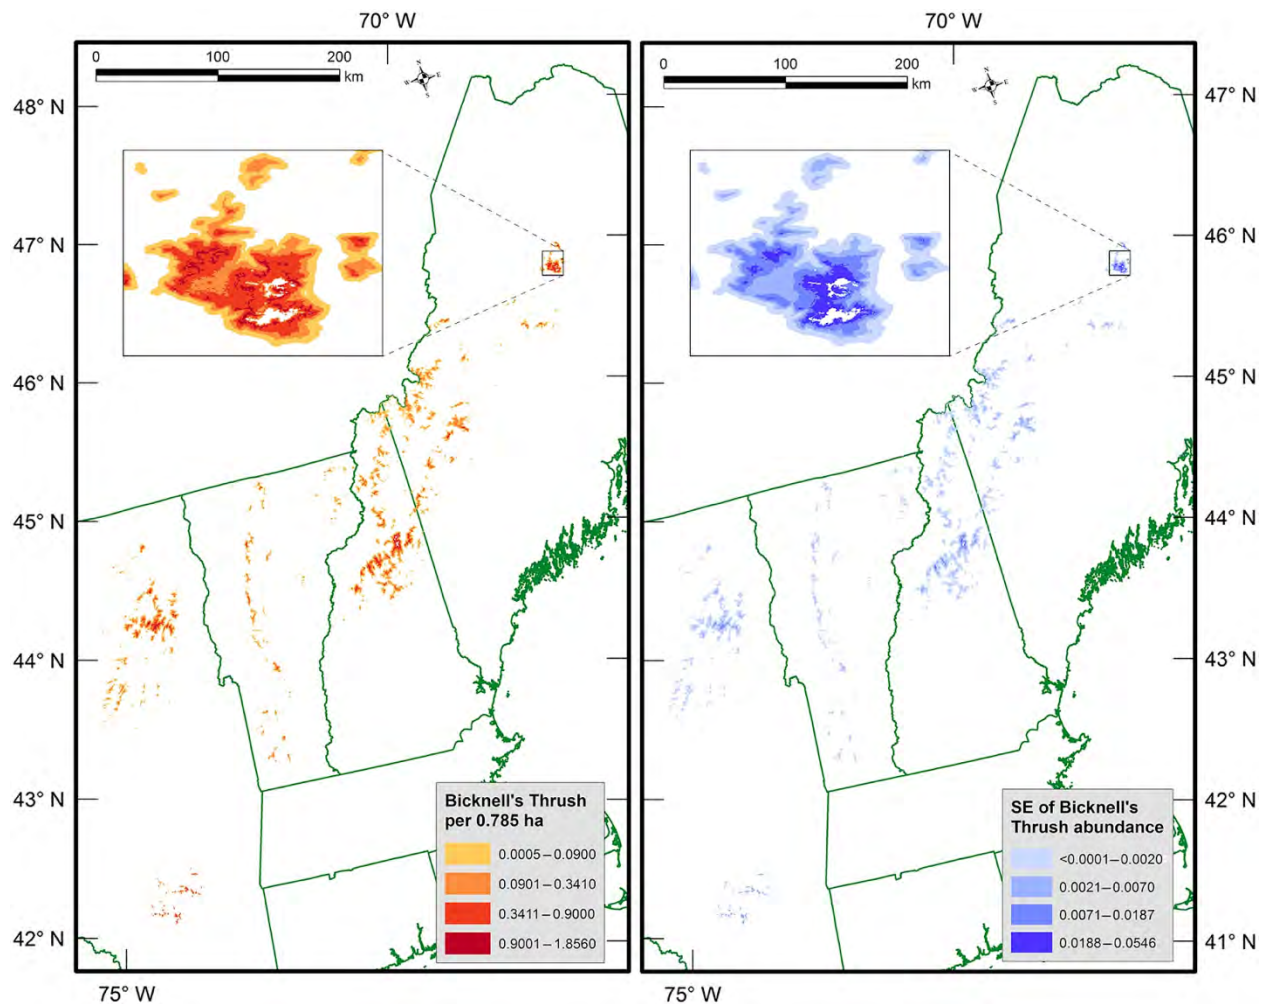 70° W
70° W
0 100 200
km
N
W E
S
0 100 200
km
N
W E
S
48° N
47° N
47° N
46° N
46° N
45° N
45° N
44° N
44° N
43° N
43° N
42° N
42° N
41° N
Bicknell's Thrush
per 0.785 ha
0.0005–0.0900
0.0901–0.3410
0.3411–0.9000
0.9001–1.8560
SE of Bicknell's
Thrush abundance
<0.0001–0.0020
0.0021–0.0070
0.0071–0.0187
0.0188–0.0546
75° W
75° W